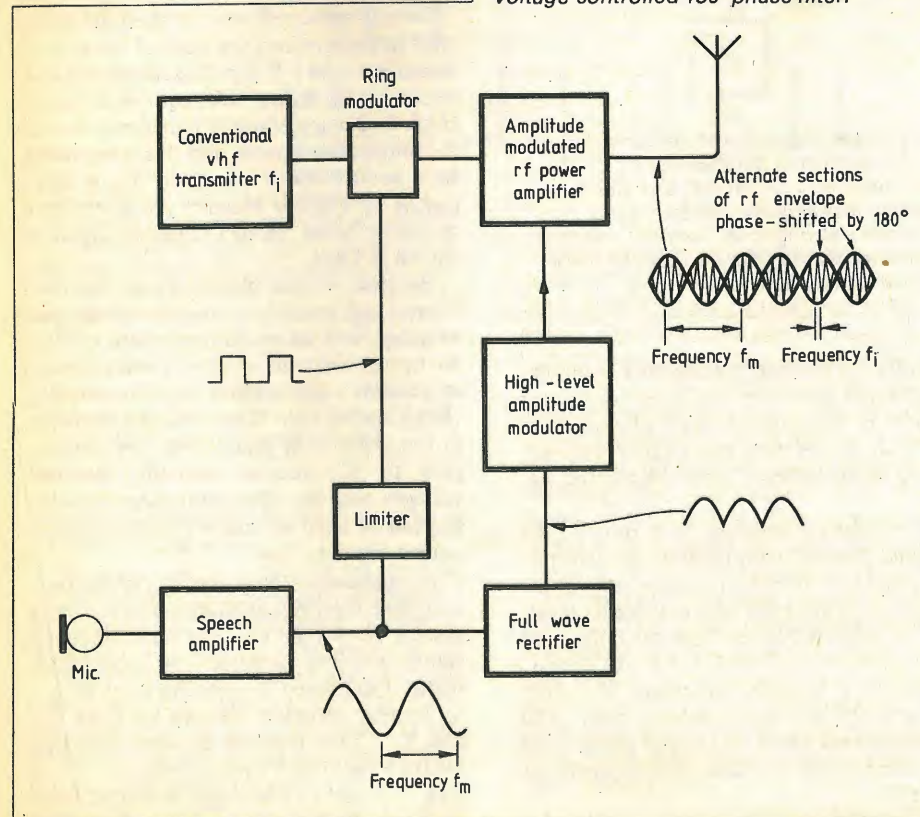 voltage-controlled 180° phase filter.
Ring
modulator
Conventional
vhf
transmitter fi
Amplitude
modulated
rf power
amplifier
Alternate sections
of rf envelope
phase-shifted by 180°
Frequency fm
Frequency fi
High-level
amplitude
modulator
Limiter
Mic.
Speech
amplifier
Full wave
rectifier
Frequency fm